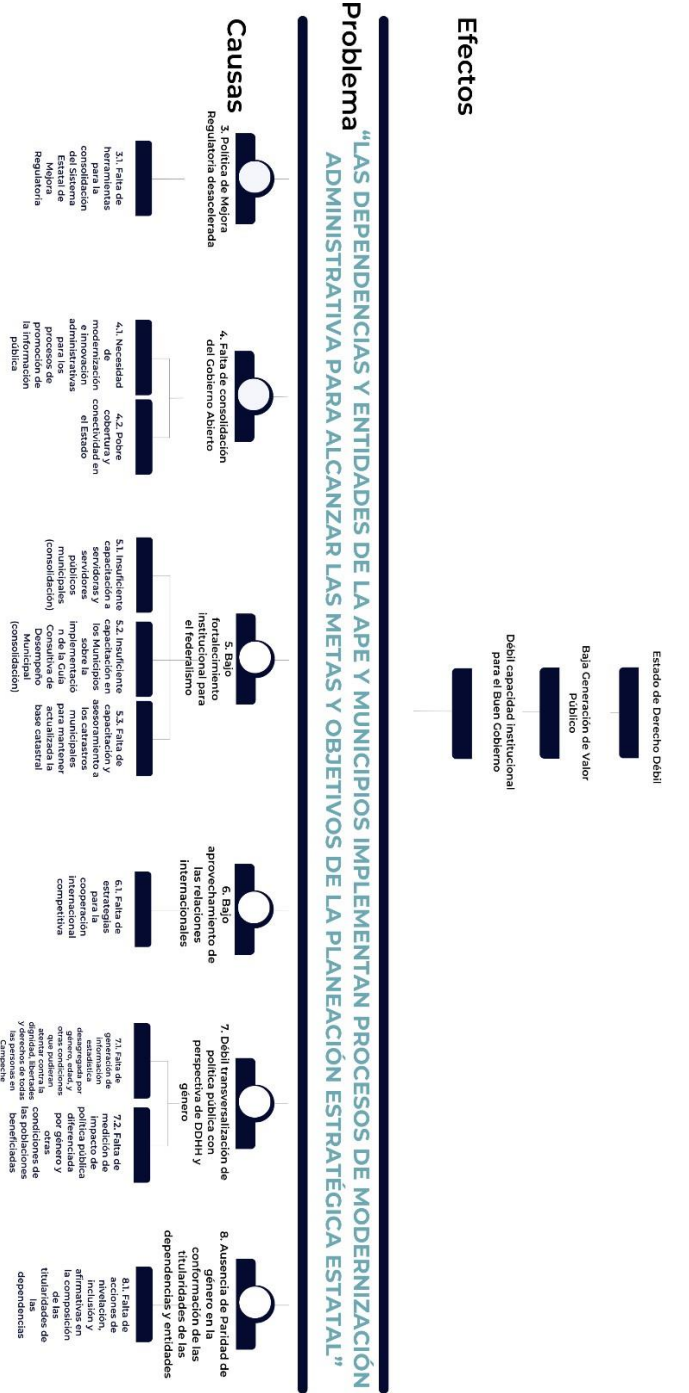 Efectos
Estado de Derecho Débil
Baja Generación de Valor
Público
Débil capacidad institucional
para el Buen Gobierno
Problema
“LAS DEPENDENCIAS Y ENTIDADES DE LA APE Y MUNICIPIOS IMPLEMENTAN PROCESOS DE MODERNIZACIÓN
ADMINISTRATIVA PARA ALCANZAR LAS METAS Y OBJETIVOS DE LA PLANEACIÓN ESTRATÉGICA ESTATAL”
Causas
3. Política de Mejora
Regulatoria desacelerada
3.1. Falta de
herramientas
para la
consolidación
del Sistema
Estatal de
Mejora
Regulatoria
4. Falta de consolidación
del Gobierno Abierto
4.1. Necesidad
de
modernización
e innovación
administrativas
para los
procesos de
promoción de
la información
pública
4.2. Pobre
cobertura y
conectividad en
el Estado
5. Bajo
fortalecimiento
institucional para
el federalismo
5.1. Insuficiente
capacitación a
servidoras y
servidores
públicos
municipales
(consolidación)
5.2. Insuficiente
capacitación en
los Municipios
sobre la
implementació
n de la Guía
Consultiva de
Desempeño
Municipal
(consolidación)
5.3. Falta de
capacitación y
asesoramiento a
los catrastros
municipales
para mantener
actualizada la
base catastral
6. Bajo
aprovechamiento de
las relaciones
internacionales
6.1. Falta de
estrategias
para la
cooperación
internacional
competitiva
7. Débil transversalización de
política pública con
perspectiva de DDHH y
género
7.1. Falta de
generación de
información
estadística
desagregada por
género, edad, y
otras condiciones
que pudieran
atentar contra la
dignidad, libertades
y derechos de todas
las personas en
Campeche
7.2. Falta de
medición de
impacto de
política pública
diferenciada
por género y
otras
condiciones de
las poblaciones
beneficiadas
8. Ausencia de Paridad de
género en la
conformación de las
titularidades de las
dependencias y entidades
8.1. Falta de
acciones de
nivelación,
inclusión y
afirmativas en
la composición
de las
titularidades de
las
dependencias